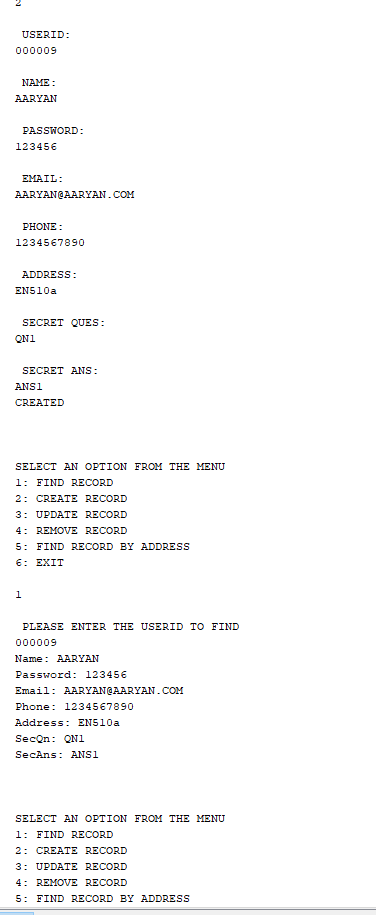 2
USERID:
000009
NAME:
AARYAN
PASSWORD:
123456
EMAIL:
AARYAN@AARYAN.COM
PHONE:
1234567890
ADDRESS:
EN510a
SECRET QUES:
QN1
SECRET ANS:
ANS1
CREATED
SELECT AN OPTION FROM THE MENU
1: FIND RECORD
2: CREATE RECORD
3: UPDATE RECORD
4: REMOVE RECORD
5: FIND RECORD BY ADDRESS
6: EXIT
1
PLEASE ENTER THE USERID TO FIND
000009
Name: AARYAN
Password: 123456
Email: AARYAN@AARYAN.COM
Phone: 1234567890
Address: EN510a
SecQn: QN1
SecAns: ANS1
SELECT AN OPTION FROM THE MENU
1: FIND RECORD
2: CREATE RECORD
3: UPDATE RECORD
4: REMOVE RECORD
5: FIND RECORD BY ADDRESS